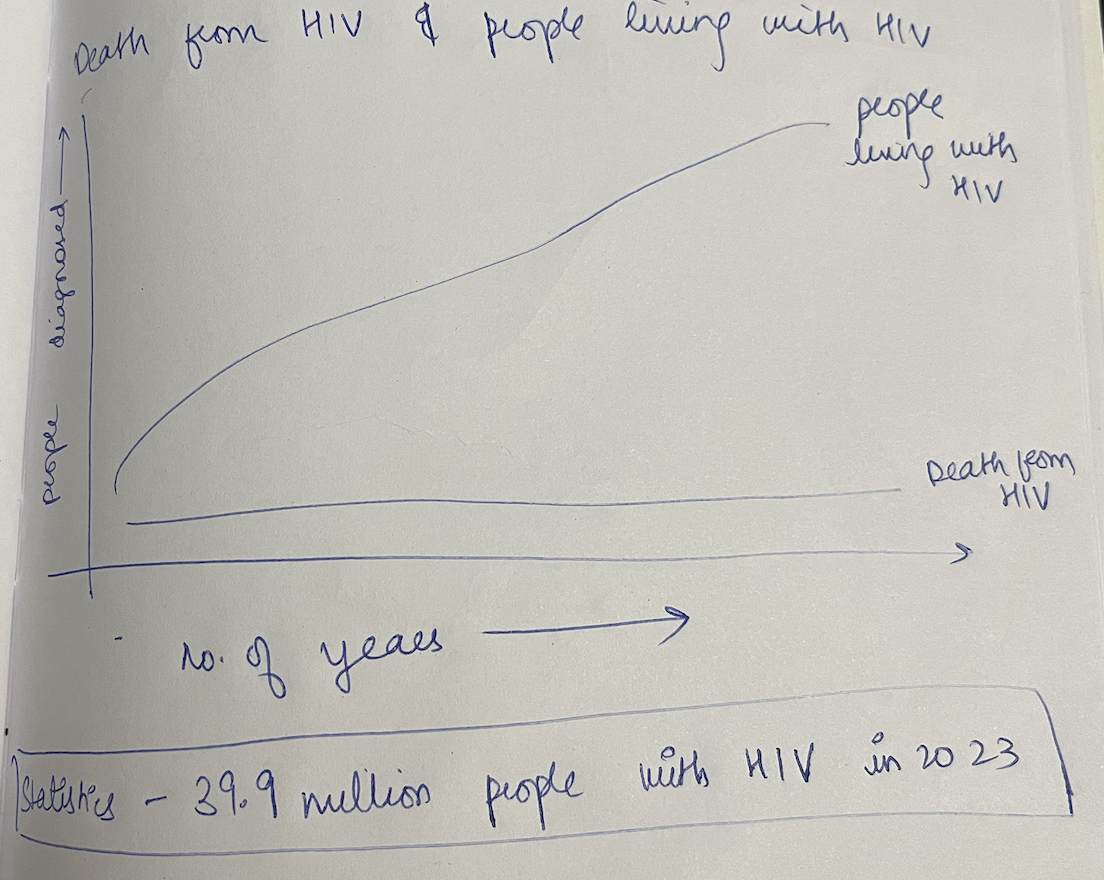 Death from HIV & people living with HIV
people
living with
HIV
people diagnosed
Death from
HIV
no. of years
Statistics - 39.9 million people with HIV in 2023